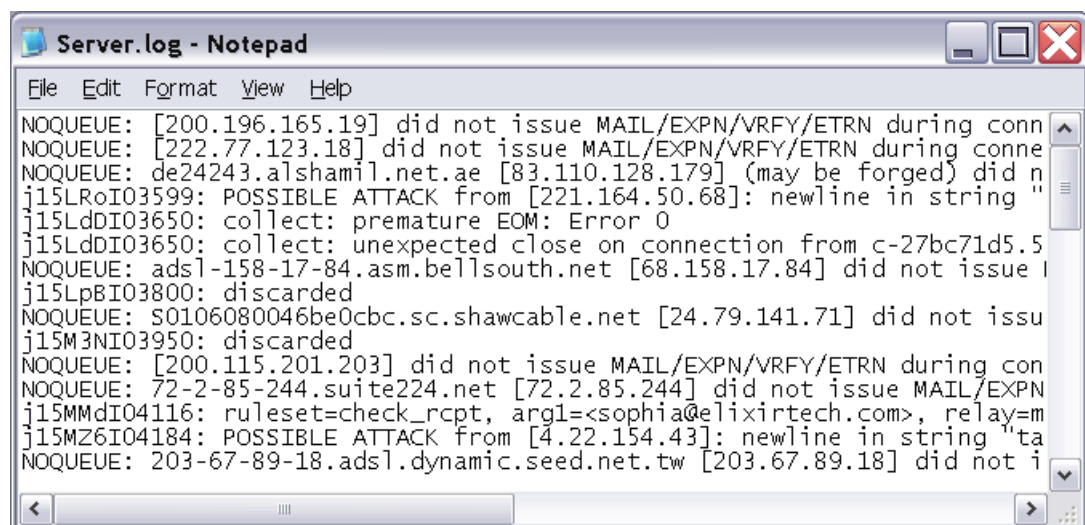 Server.log - Notepad
File Edit Format View Help
NOQUEUE: [200.196.165.19] did not issue MAIL/EXPN/VRFY/ETRN during conn
NOQUEUE: [222.77.123.18] did not issue MAIL/EXPN/VRFY/ETRN during conne
NOQUEUE: de24243.alshamil.net.ae [83.110.128.179] (may be forged) did n
j15LRoI03599: POSSIBLE ATTACK from [221.164.50.68]: newline in string "
j15LdDI03650: collect: premature EOM: Error 0
j15LdDI03650: collect: unexpected close on connection from c-27bc71d5.5
NOQUEUE: adsl-158-17-84.asm.bellsouth.net [68.158.17.84] did not issue
j15LpBI03800: discarded
NOQUEUE: S0106080046be0cbc.sc.shawcable.net [24.79.141.71] did not issu
j15M3NI03950: discarded
NOQUEUE: [200.115.201.203] did not issue MAIL/EXPN/VRFY/ETRN during con
NOQUEUE: 72-2-85-244.suite224.net [72.2.85.244] did not issue MAIL/EXPN
j15MMdI04116: ruleset=check_rcpt, arg1=<sophia@elixirtech.com>, relay=m
j15MZ6I04184: POSSIBLE ATTACK from [4.22.154.43]: newline in string "ta
NOQUEUE: 203-67-89-18.adsl.dynamic.seed.net.tw [203.67.89.18] did not i